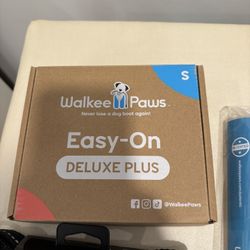 S
Walkee Paws
Never lose a dog boot again!
Easy-On
DELUXE PLUS
@WalkeePaws